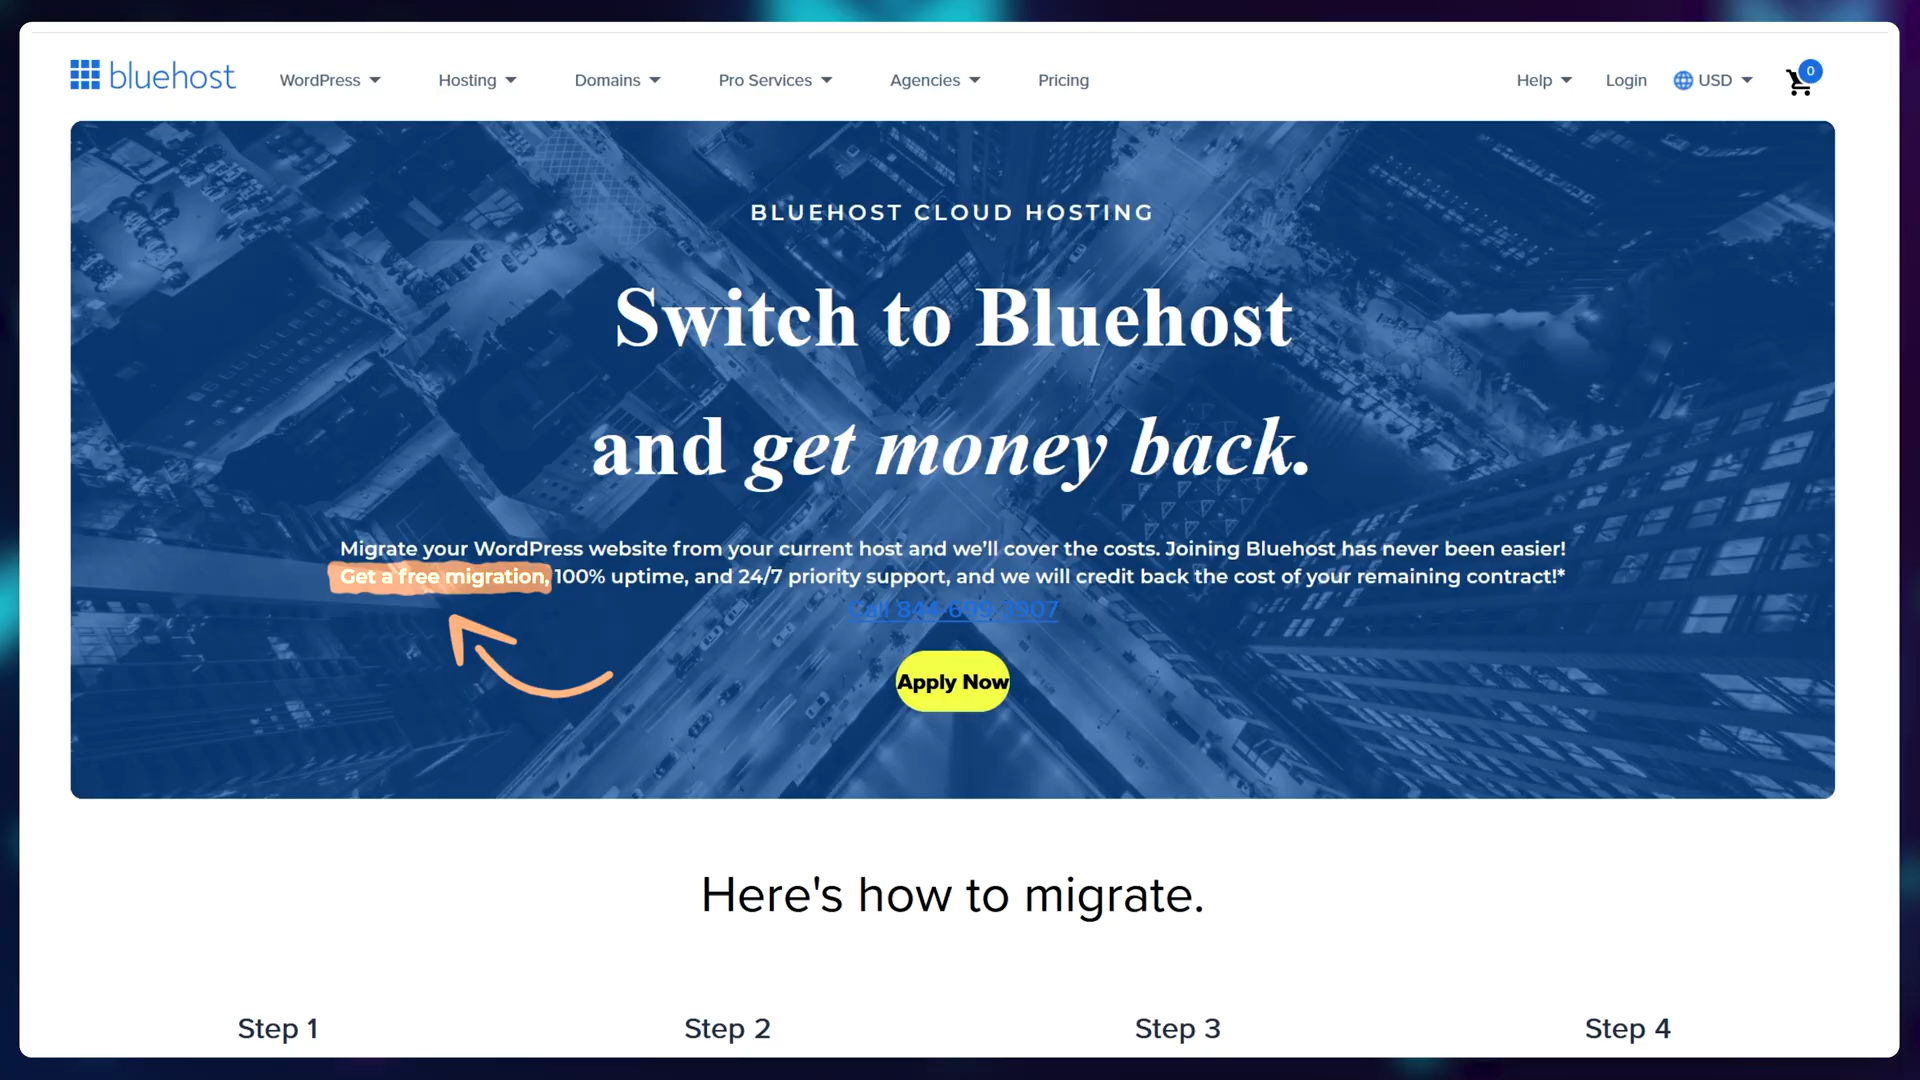 bluehost
WordPress
Hosting
Domains
Pro Services
Agencies
Pricing
Help
Login
USD
0
BLUEHOST CLOUD HOSTING
Switch to Bluehost
and get money back.
Migrate your WordPress website from your current host and we'll cover the costs. Joining Bluehost has never been easier!
Get a free migration, 100% uptime, and 24/7 priority support, and we will credit back the cost of your remaining contract!*
Call 844-699-2907
Apply Now
Here's how to migrate.
Step 1
Step 2
Step 3
Step 4